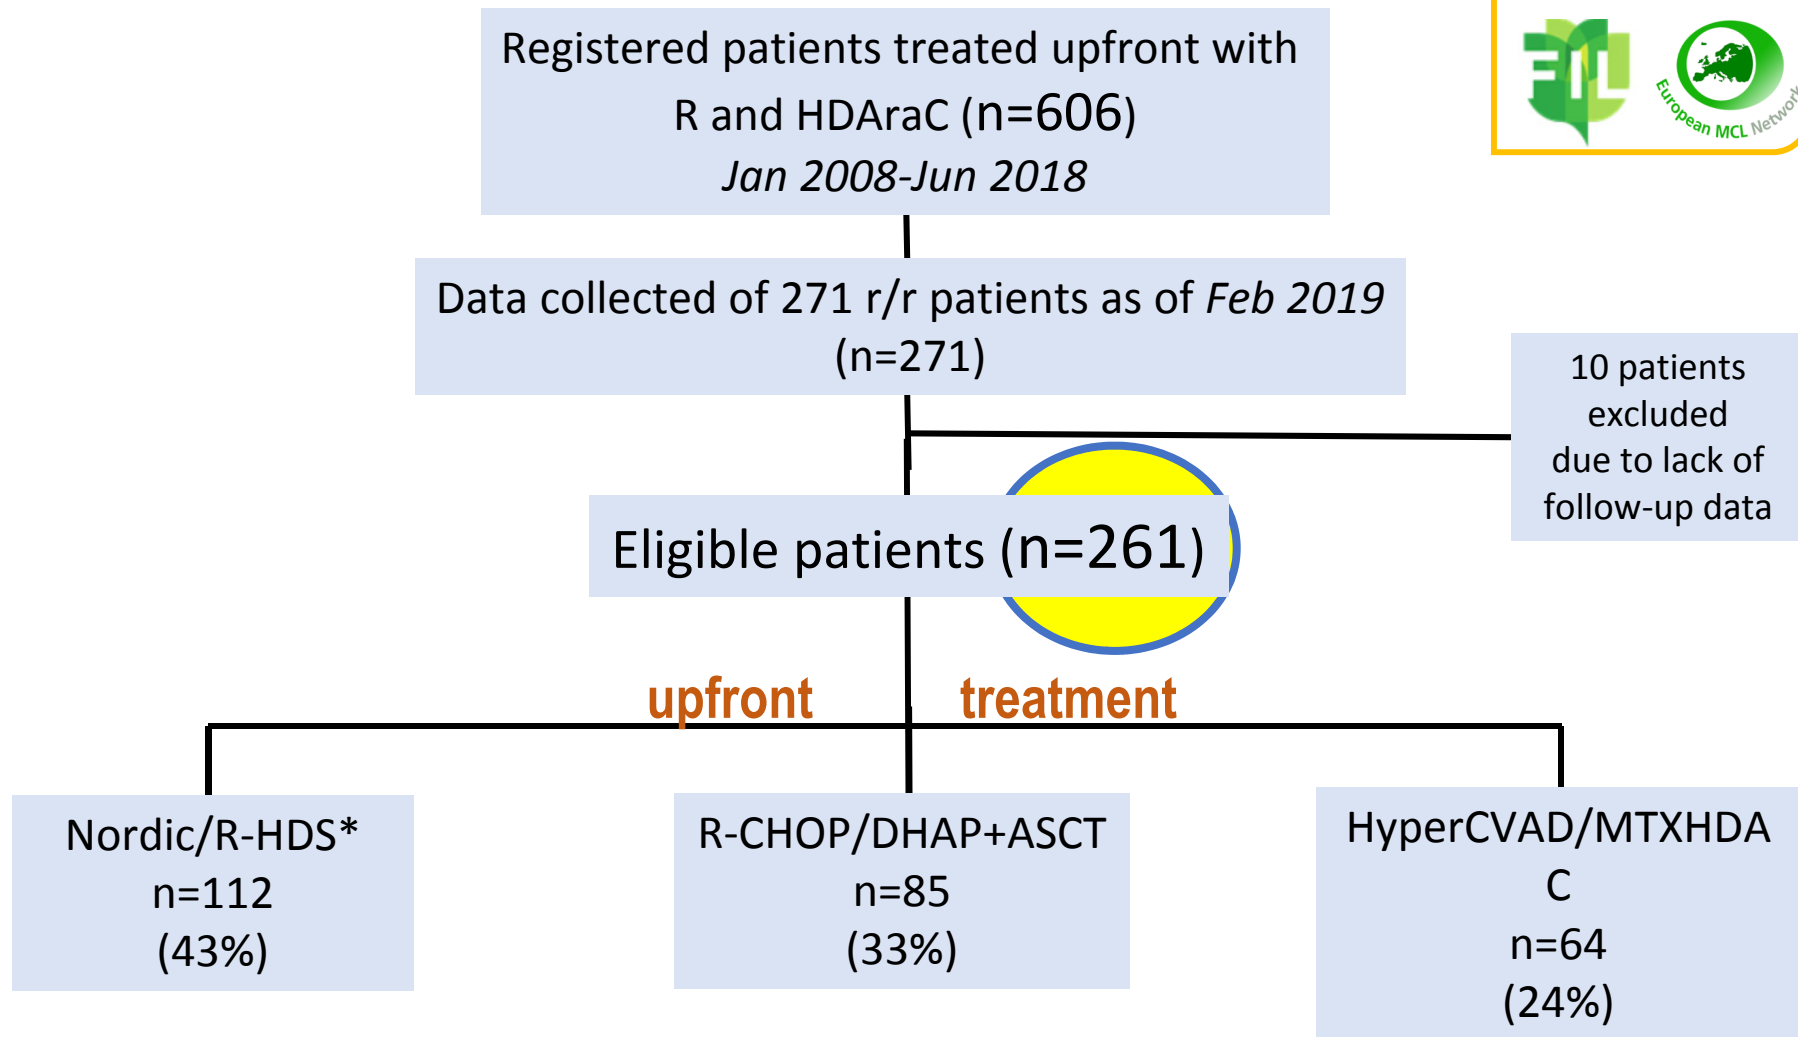 Registered patients treated upfront with
R and HDAraC (n=606)
Jan 2008-Jun 2018
FIL
European MCL Network
Data collected of 271 r/r patients as of Feb 2019
(n=271)
10 patients
excluded
due to lack of
follow-up data
Eligible patients (n=261)
upfront treatment
Nordic/R-HDS*
n=112
(43%)
R-CHOP/DHAP+ASCT
n=85
(33%)
HyperCVAD/MTXHDA
C
n=64
(24%)